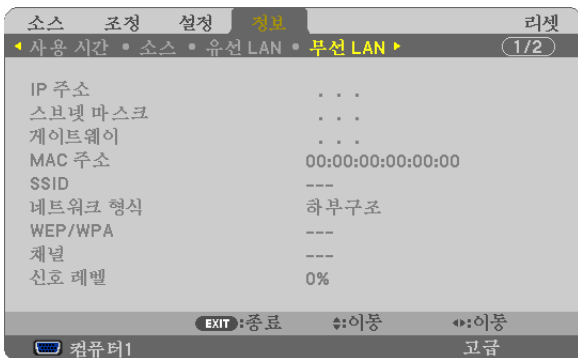 소스 조정 설정 정보 리셋
사용 시간 • 소스 • 유선 LAN • 무선 LAN 1/2
IP 주소 . . .
스브넷 마스크 . . .
게이트웨이 . . .
MAC 주소 00:00:00:00:00:00
SSID ---
네트워크 형식 하부구조
WEP/WPA ---
채널 ---
신호 레벨 0%
EXIT :종료 :이동 :이동
컴퓨터1 고급